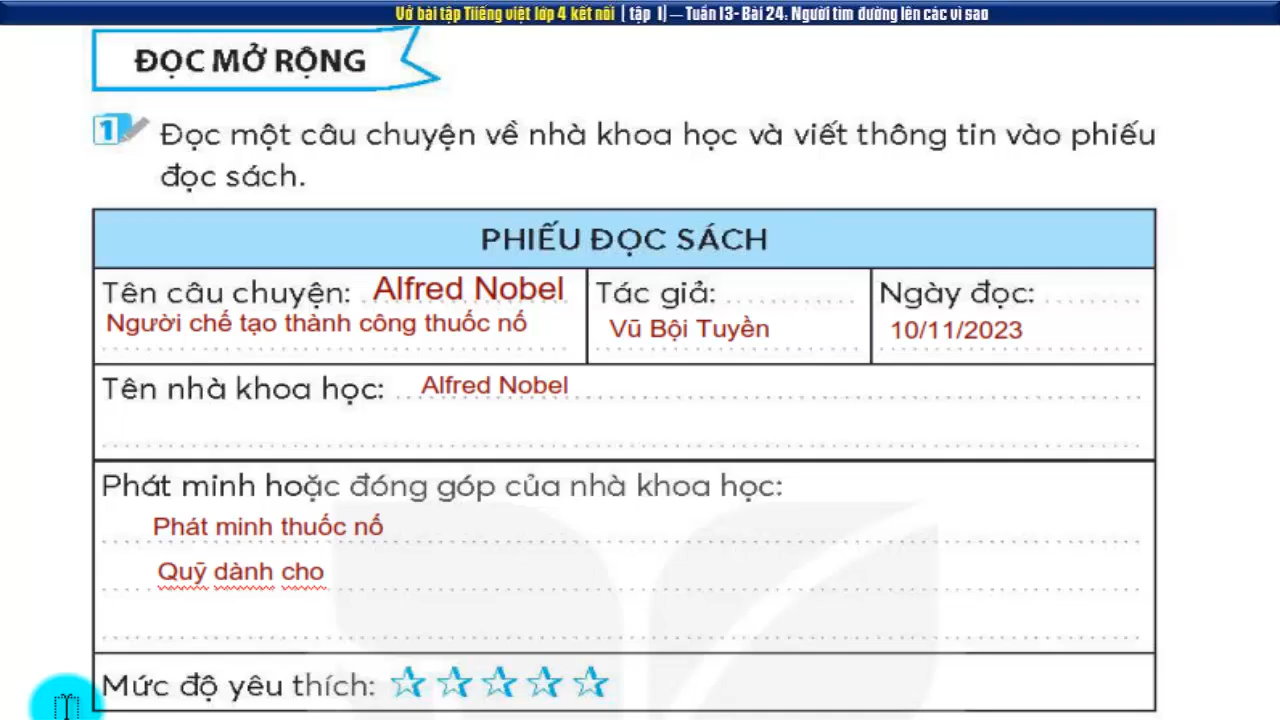 Vở bài tập Tiiếng việt lớp 4 kết nối ( tập 1) – Tuần 13- Bài 24: Người tìm đường lên các vì sao
ĐỌC MỞ RỘNG
1 Đọc một câu chuyện về nhà khoa học và viết thông tin vào phiếu
đọc sách.
PHIẾU ĐỌC SÁCH
Tên câu chuyện: Alfred Nobel
Người chế tạo thành công thuốc nổ
Tác giả:
Vũ Bội Tuyền
Ngày đọc:
10/11/2023
Tên nhà khoa học: Alfred Nobel
Phát minh hoặc đóng góp của nhà khoa học:
Phát minh thuốc nổ
Quỹ dành cho
Mức độ yêu thích: